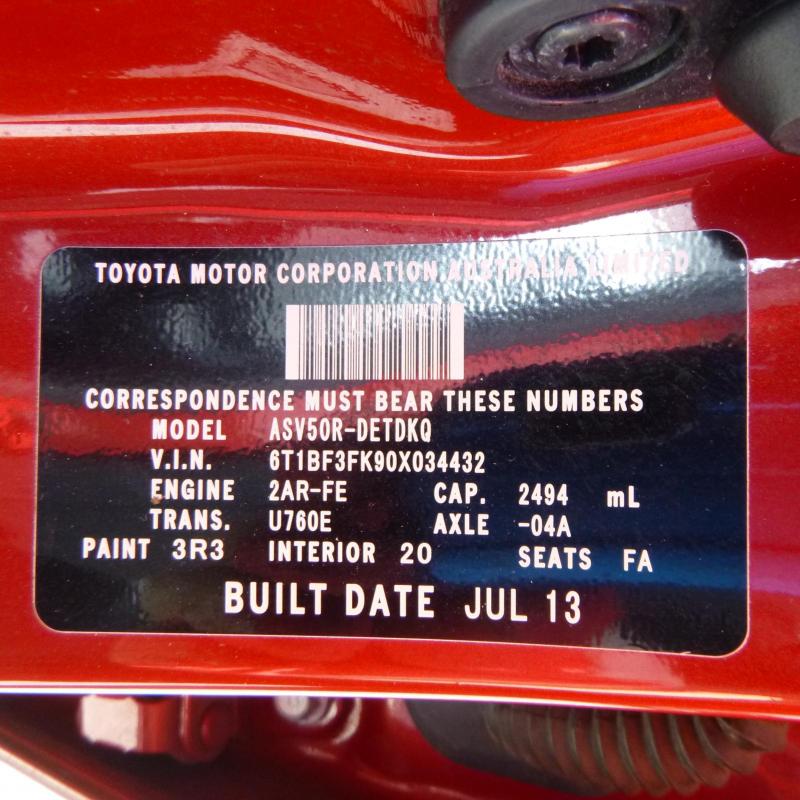 TOYOTA MOTOR CORPORATION AUSTRALIA LIMITED
CORRESPONDENCE MUST BEAR THESE NUMBERS
MODEL ASV50R-DETDKQ
V.I.N. 6T1BF3FK90X034432
ENGINE 2AR-FE CAP. 2494 mL
TRANS. U760E AXLE -04A
PAINT 3R3 INTERIOR 20 SEATS FA
BUILT DATE JUL 13